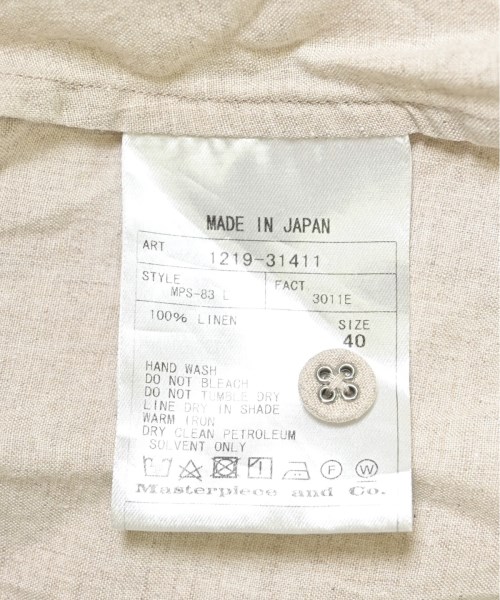 MADE IN JAPAN
ART 1219-31411
STYLE FACT
MPS-83 L 3011E
100% LINEN SIZE
40
HAND WASH
DO NOT BLEACH
DO NOT TUMBLE DRY
LINE DRY IN SHADE
WARM IRON
DRY CLEAN PETROLEUM
SOLVENT ONLY
F W
Masterpiece and Co.